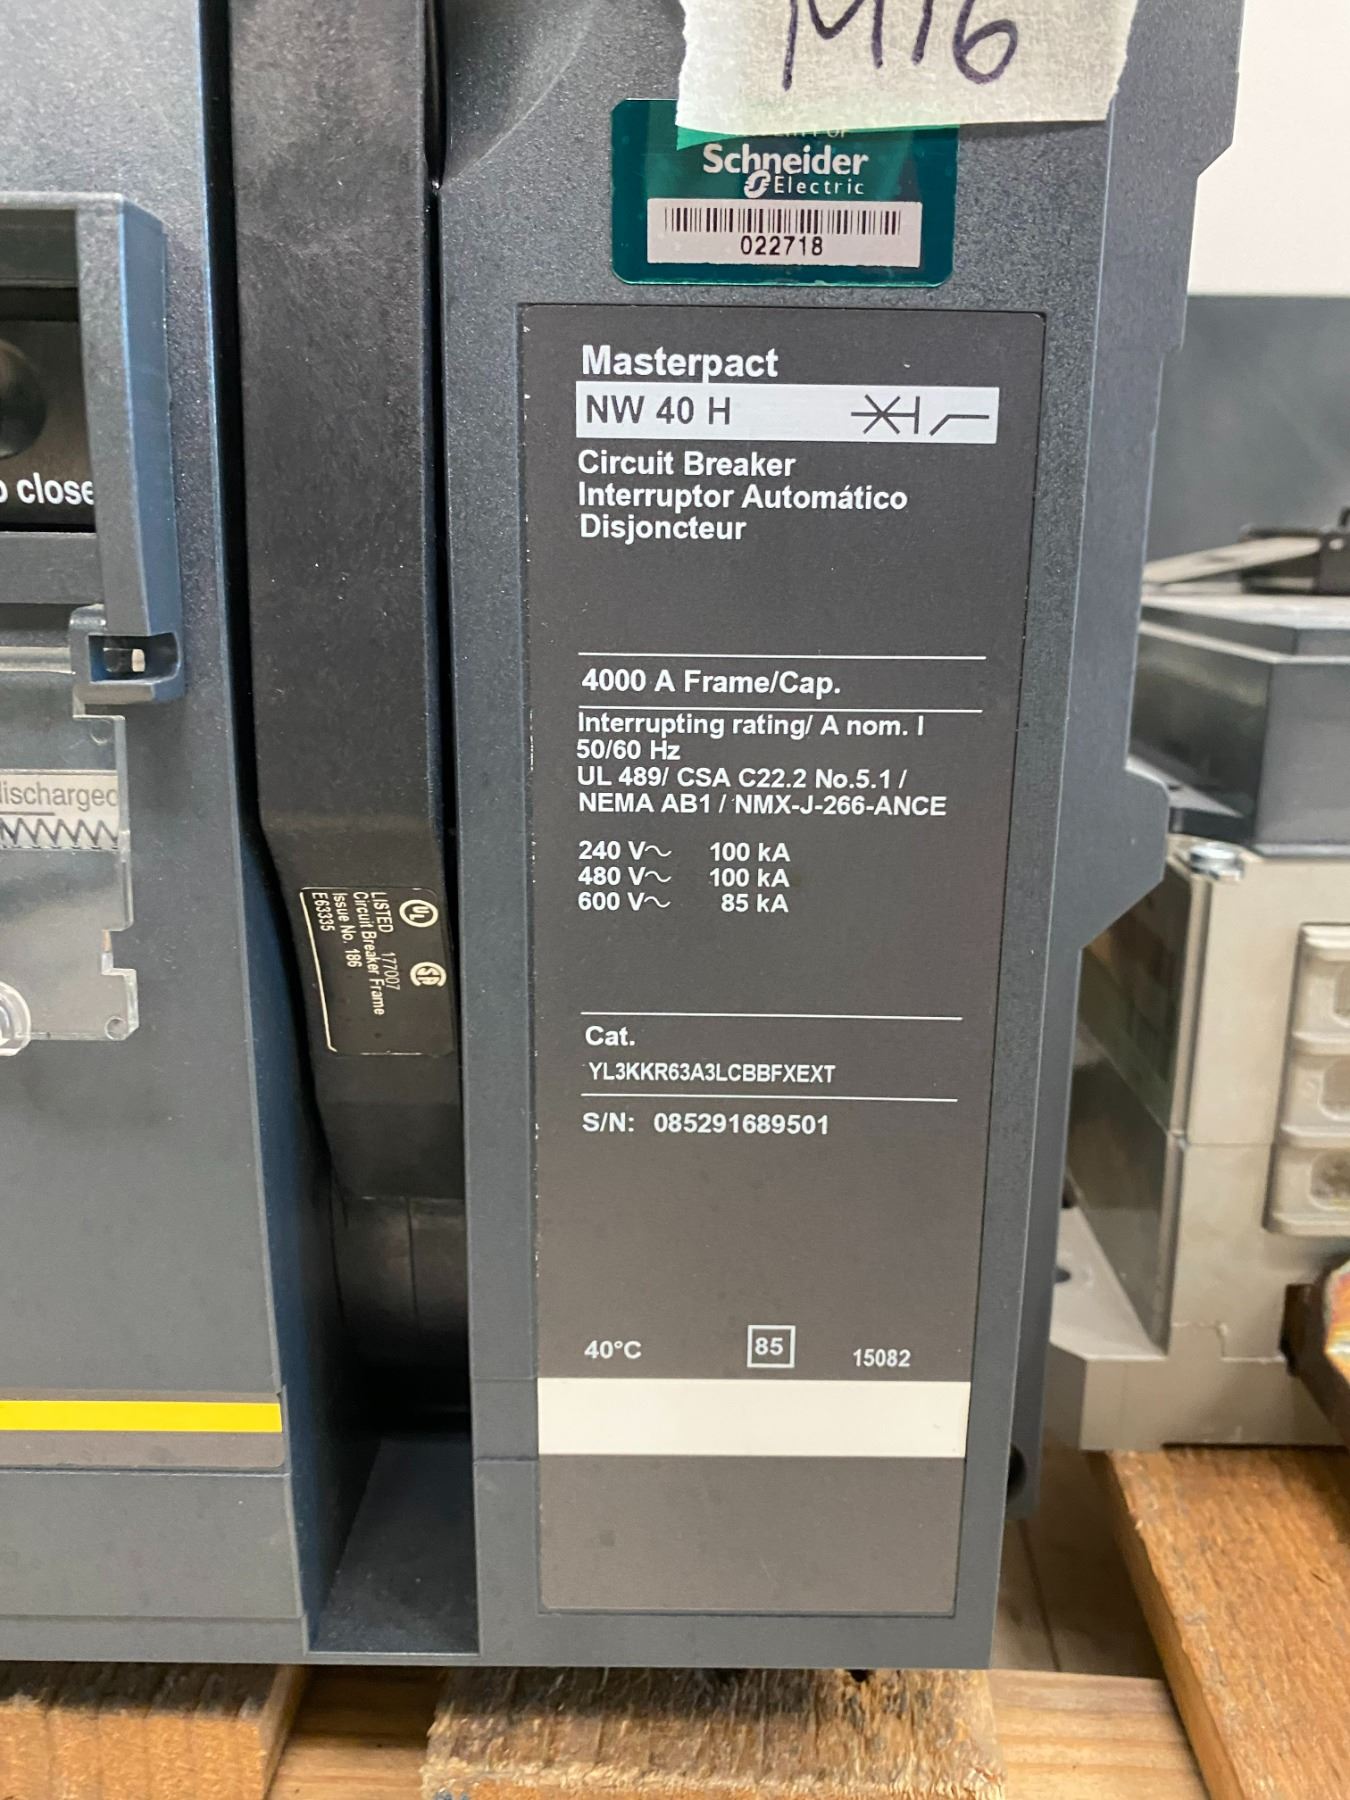 M16
Schneider
Electric
022718
Masterpact
NW 40 H
Circuit Breaker
Interruptor Automático
Disjoncteur
4000 A Frame/Cap.
Interrupting rating/ A nom. I
50/60 Hz
UL 489/ CSA C22.2 No.5.1 /
NEMA AB1 / NMX-J-266-ANCE
240 V~ 100 kA
480 V~ 100 kA
600 V~ 85 kA
Cat.
YL3KKR63A3LCBBFXEXT
S/N: 085291689501
40°C 85 15082
close
discharged
UL
LISTED 177007
Circuit Breaker Frame
Issue No. 186
E63335